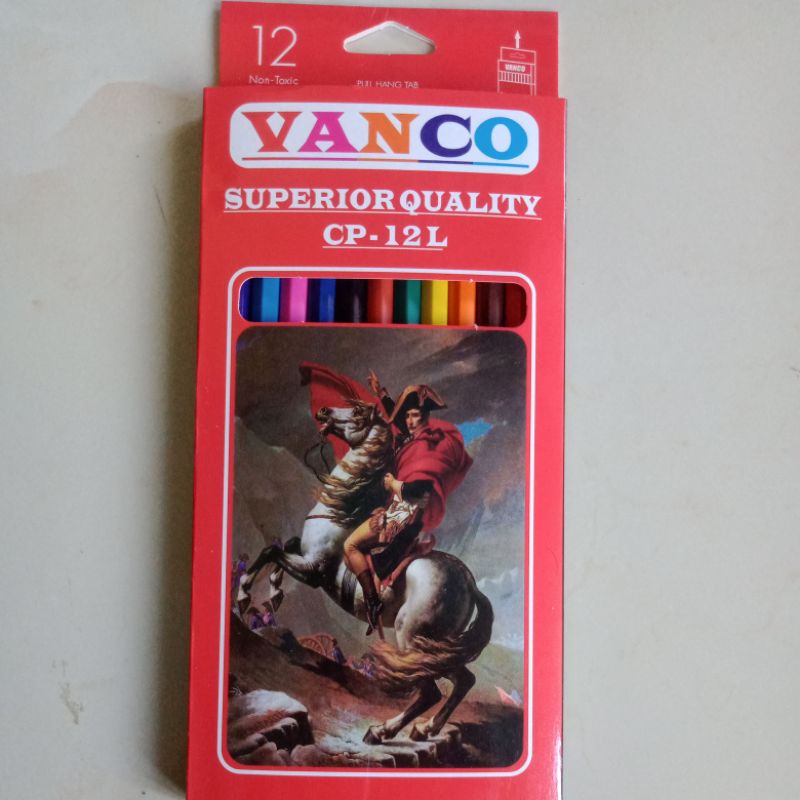 12
Non-Toxic
PULL HANG TAB
VANCO
VANCO
SUPERIOR QUALITY
CP-12L